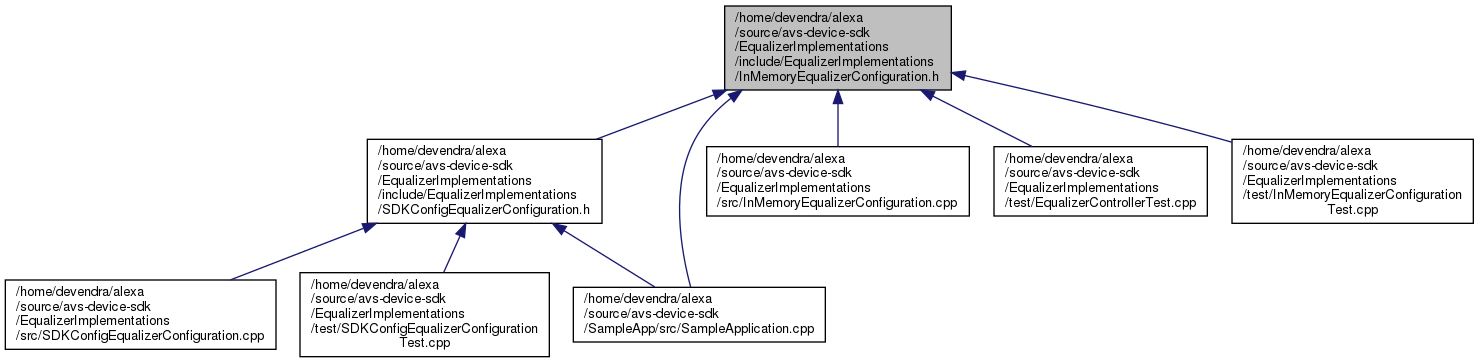 /home/devendra/alexa
/source/avs-device-sdk
/EqualizerImplementations
/include/EqualizerImplementations
/InMemoryEqualizerConfiguration.h
/home/devendra/alexa
/source/avs-device-sdk
/EqualizerImplementations
/include/EqualizerImplementations
/SDKConfigEqualizerConfiguration.h
/home/devendra/alexa
/source/avs-device-sdk
/EqualizerImplementations
/src/InMemoryEqualizerConfiguration.cpp
/home/devendra/alexa
/source/avs-device-sdk
/EqualizerImplementations
/test/EqualizerControllerTest.cpp
/home/devendra/alexa
/source/avs-device-sdk
/EqualizerImplementations
/test/InMemoryEqualizerConfiguration
Test.cpp
/home/devendra/alexa
/source/avs-device-sdk
/EqualizerImplementations
/src/SDKConfigEqualizerConfiguration.cpp
/home/devendra/alexa
/source/avs-device-sdk
/EqualizerImplementations
/test/SDKConfigEqualizerConfiguration
Test.cpp
/home/devendra/alexa
/source/avs-device-sdk
/SampleApp/src/SampleApplication.cpp